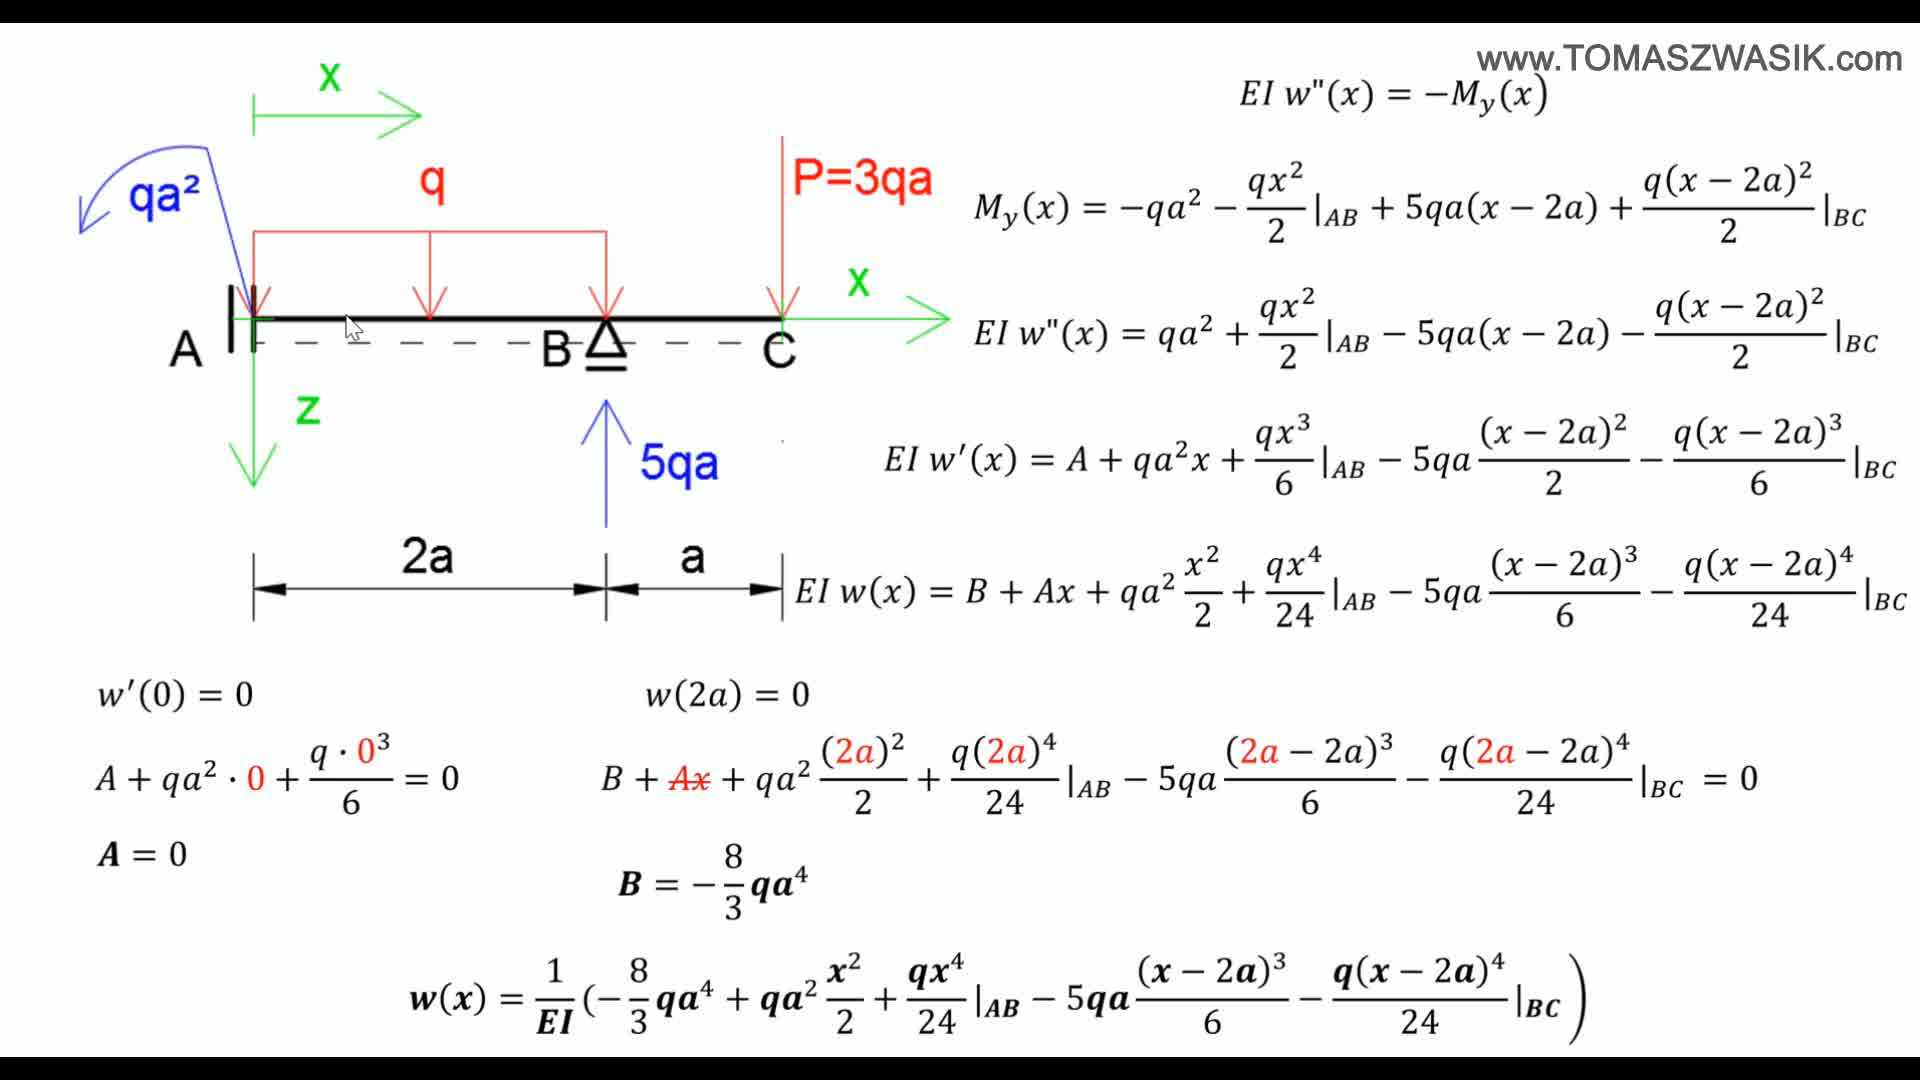 www.TOMASZWASIK.com
x
EI w"(x) = −M_y(x)
qa²
q
P=3qa
M_y(x) = −qa² − qx²/2 |_AB + 5qa(x − 2a) + q(x − 2a)²/2 |_BC
x
A
B
C
EI w"(x) = qa² + qx²/2 |_AB − 5qa(x − 2a) − q(x − 2a)²/2 |_BC
z
5qa
EI w′(x) = A + qa²x + qx³/6 |_AB − 5qa (x − 2a)²/2 − q(x − 2a)³/6 |_BC
2a
a
EI w(x) = B + Ax + qa² x²/2 + qx⁴/24 |_AB − 5qa (x − 2a)³/6 − q(x − 2a)⁴/24 |_BC
w′(0) = 0
w(2a) = 0
A + qa² · 0 + q · 0³/6 = 0
B + Ax + qa² (2a)²/2 + q(2a)⁴/24 |_AB − 5qa (2a − 2a)³/6 − q(2a − 2a)⁴/24 |_BC = 0
A = 0
B = −8/3 qa⁴
w(x) = 1/EI (−8/3 qa⁴ + qa² x²/2 + qx⁴/24 |_AB − 5qa (x − 2a)³/6 − q(x − 2a)⁴/24 |_BC)